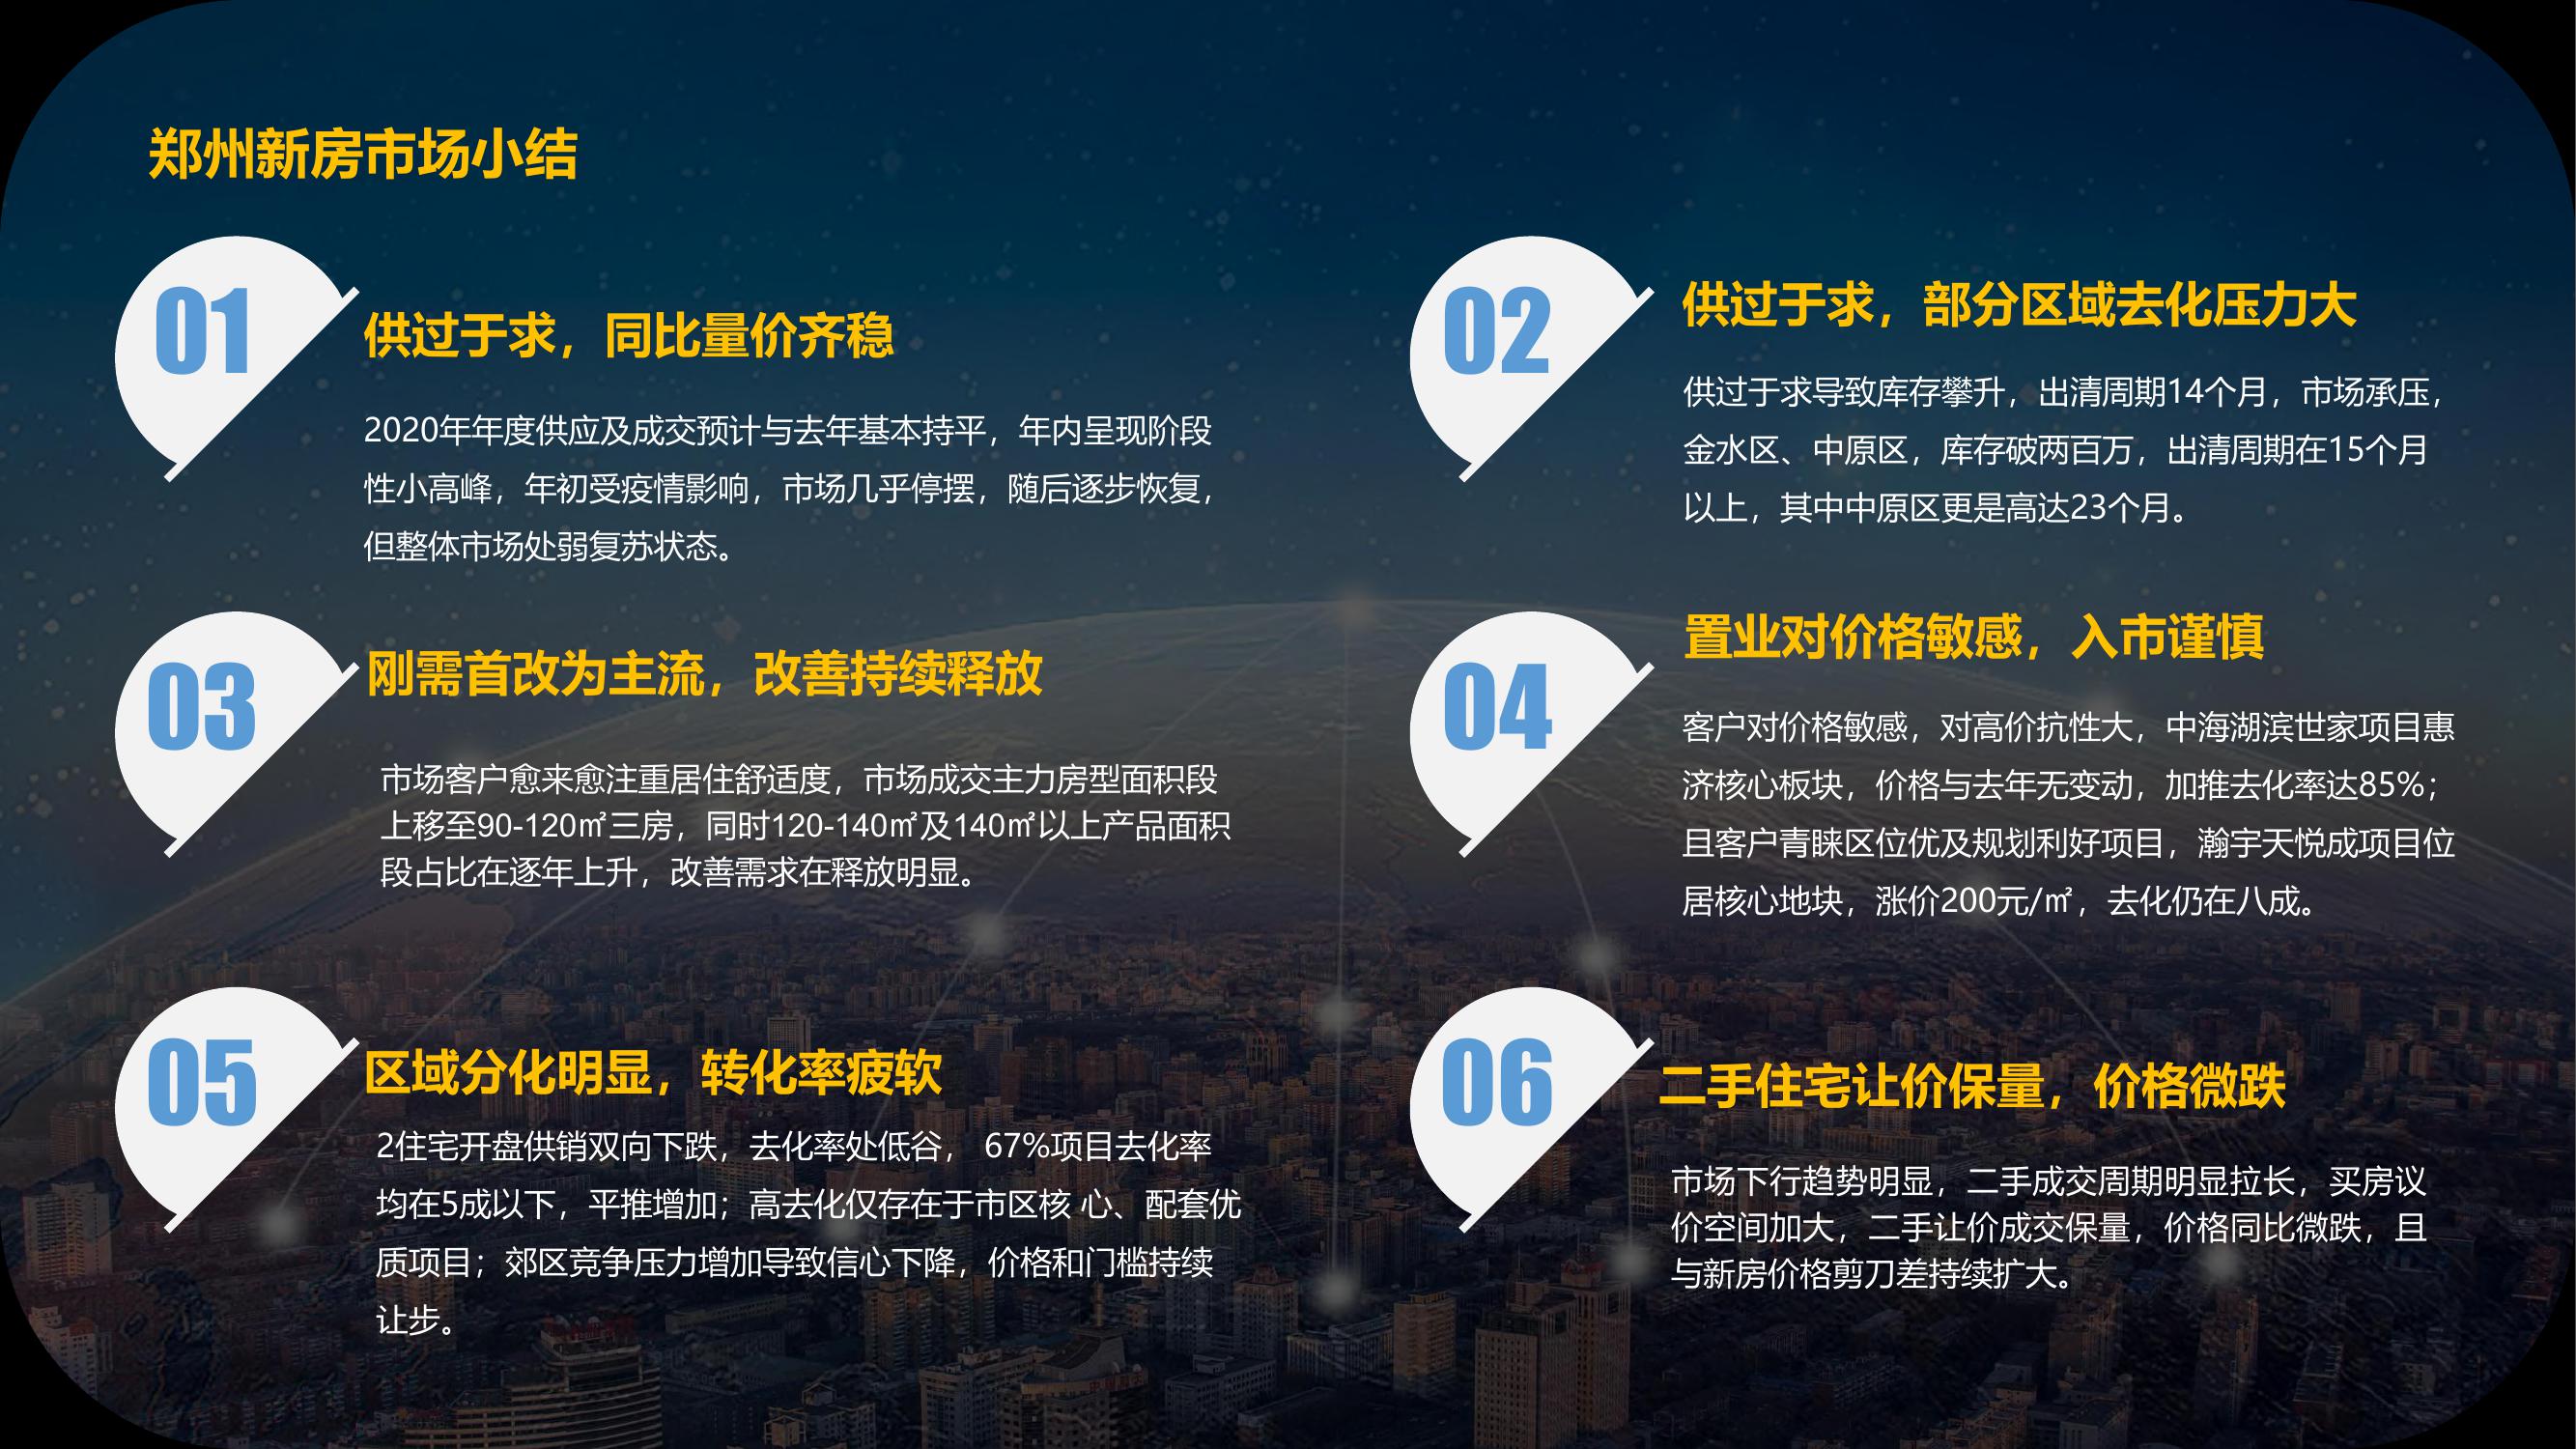 郑州新房市场小结
01
供过于求，同比量价齐稳
2020年年度供应及成交预计与去年基本持平，年内呈现阶段
性小高峰，年初受疫情影响，市场几乎停摆，随后逐步恢复，
但整体市场处弱复苏状态。
02
供过于求，部分区域去化压力大
供过于求导致库存攀升，出清周期14个月，市场承压，
金水区、中原区，库存破两百万，出清周期在15个月
以上，其中中原区更是高达23个月。
03
刚需首改为主流，改善持续释放
市场客户愈来愈注重居住舒适度，市场成交主力房型面积段
上移至90-120㎡三房，同时120-140㎡及140㎡以上产品面积
段占比在逐年上升，改善需求在释放明显。
04
置业对价格敏感，入市谨慎
客户对价格敏感，对高价抗性大，中海湖滨世家项目惠
济核心板块，价格与去年无变动，加推去化率达85%；
且客户青睐区位优及规划利好项目，瀚宇天悦成项目位
居核心地块，涨价200元/㎡，去化仍在八成。
05
区域分化明显，转化率疲软
2住宅开盘供销双向下跌，去化率处低谷， 67%项目去化率
均在5成以下，平推增加；高去化仅存在于市区核 心、配套优
质项目；郊区竞争压力增加导致信心下降，价格和门槛持续
让步。
06
二手住宅让价保量，价格微跌
市场下行趋势明显，二手成交周期明显拉长，买房议
价空间加大，二手让价成交保量，价格同比微跌，且
与新房价格剪刀差持续扩大。